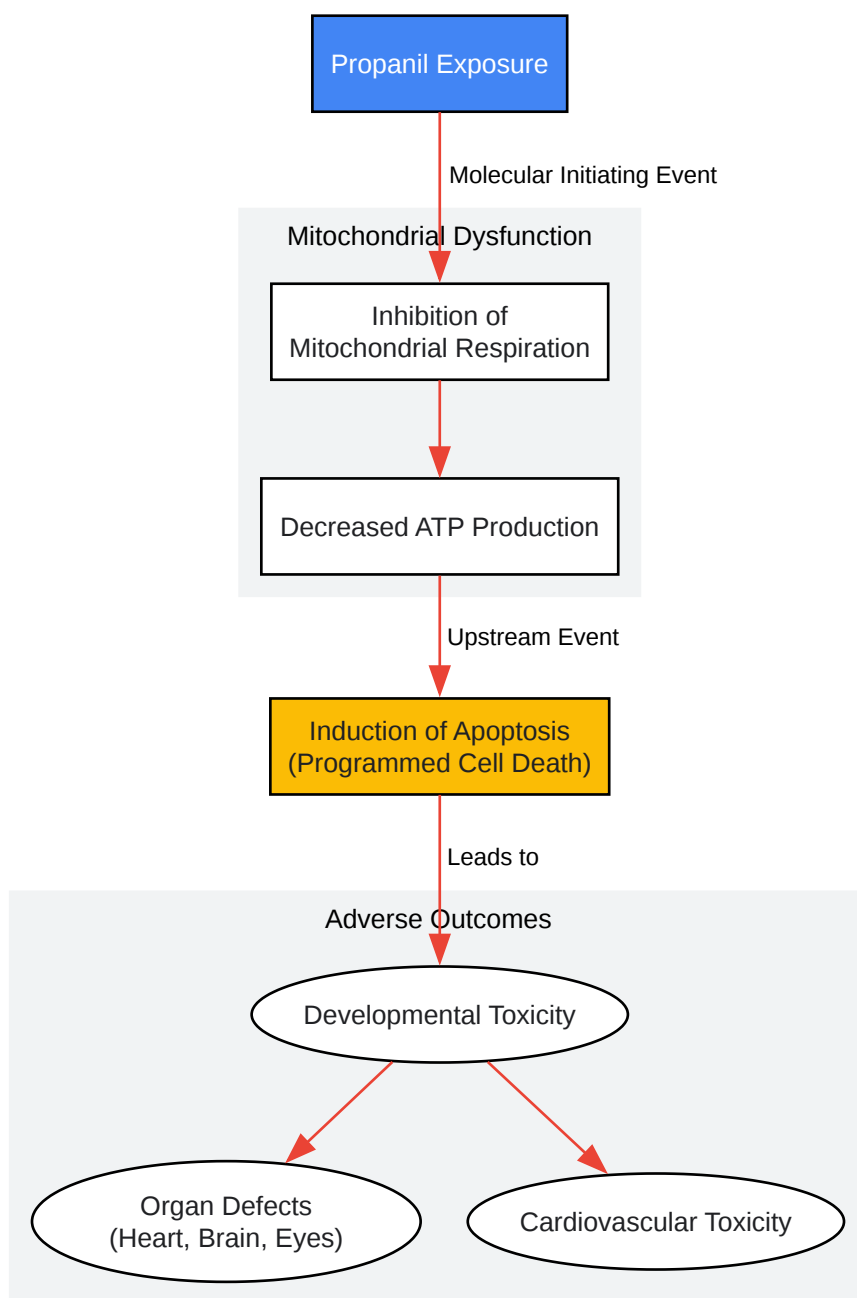 Propanil Exposure
Molecular Initiating Event
Mitochondrial Dysfunction
Inhibition of
Mitochondrial Respiration
Decreased ATP Production
Upstream Event
Induction of Apoptosis
(Programmed Cell Death)
Leads to
Adverse Outcomes
Developmental Toxicity
Organ Defects
(Heart, Brain, Eyes)
Cardiovascular Toxicity